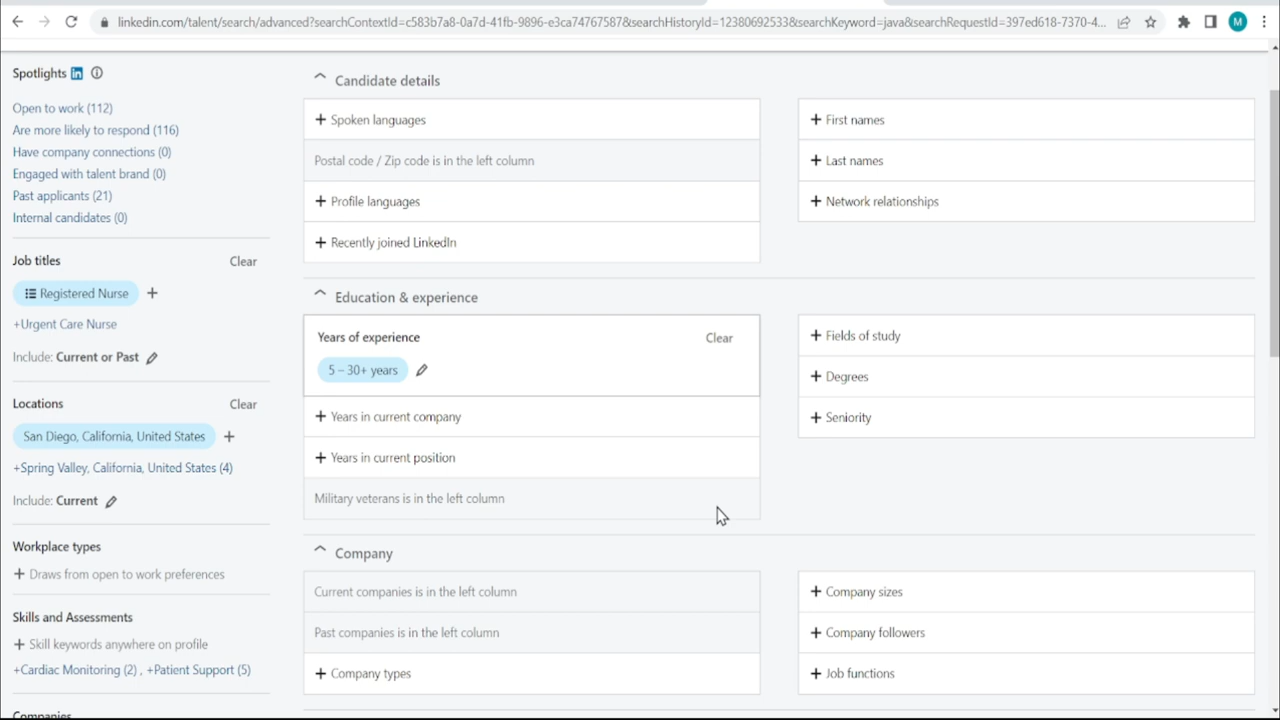 linkedin.com/talent/search/advanced?searchContextId=c583b7a8-0a7d-41fb-9896-e3ca74767587&searchHistoryId=12380692533&searchKeyword=java&searchRequestId=397ed618-7370-4...
M
Spotlights in
Open to work (112)
Are more likely to respond (116)
Have company connections (0)
Engaged with talent brand (0)
Past applicants (21)
Internal candidates (0)
Job titles Clear
Registered Nurse +
+Urgent Care Nurse
Include: Current or Past
Locations Clear
San Diego, California, United States +
+Spring Valley, California, United States (4)
Include: Current
Workplace types
+ Draws from open to work preferences
Skills and Assessments
+ Skill keywords anywhere on profile
+Cardiac Monitoring (2) , +Patient Support (5)
Companies
Candidate details
+ Spoken languages
Postal code / Zip code is in the left column
+ Profile languages
+ Recently joined LinkedIn
+ First names
+ Last names
+ Network relationships
Education & experience
Years of experience Clear
5 – 30+ years
+ Years in current company
+ Years in current position
Military veterans is in the left column
+ Fields of study
+ Degrees
+ Seniority
Company
Current companies is in the left column
Past companies is in the left column
+ Company types
+ Company sizes
+ Company followers
+ Job functions